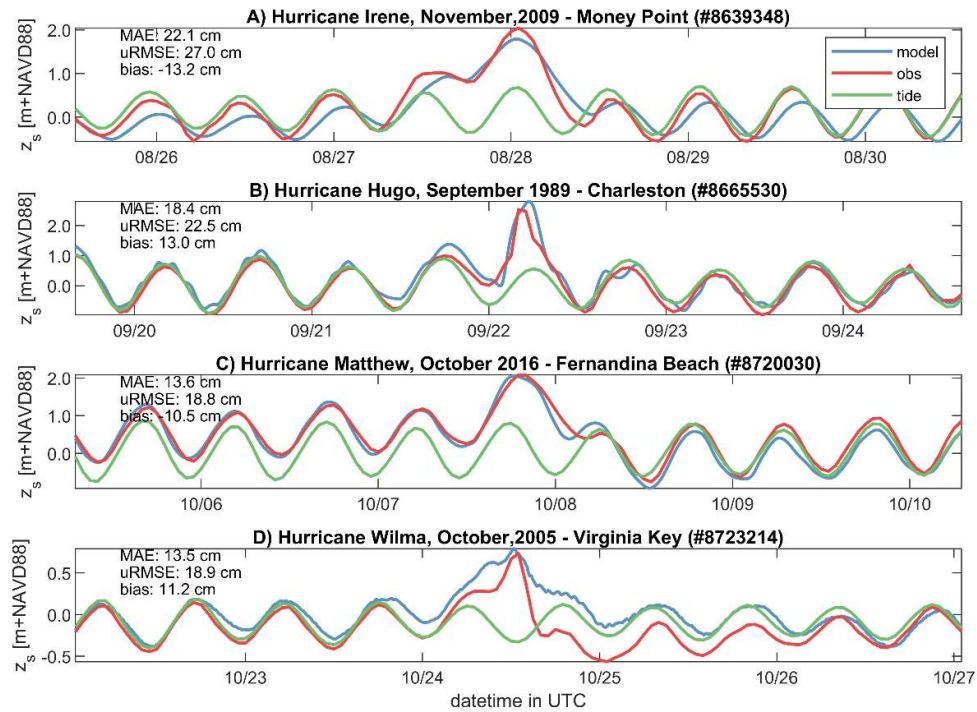 A) Hurricane Irene, November,2009 - Money Point (#8639348)
MAE: 22.1 cm
uRMSE: 27.0 cm
bias: -13.2 cm
model
obs
tide
2.0
1.0
0.0
z_s [m+NAVD88]
08/26 08/27 08/28 08/29 08/30
B) Hurricane Hugo, September 1989 - Charleston (#8665530)
MAE: 18.4 cm
uRMSE: 22.5 cm
bias: 13.0 cm
2.0
1.0
0.0
z_s [m+NAVD88]
09/20 09/21 09/22 09/23 09/24
C) Hurricane Matthew, October 2016 - Fernandina Beach (#8720030)
MAE: 13.6 cm
uRMSE: 18.8 cm
bias: -10.5 cm
2.0
1.0
0.0
z_s [m+NAVD88]
10/06 10/07 10/08 10/09 10/10
D) Hurricane Wilma, October,2005 - Virginia Key (#8723214)
MAE: 13.5 cm
uRMSE: 18.9 cm
bias: 11.2 cm
0.5
0.0
-0.5
z_s [m+NAVD88]
10/23 10/24 10/25 10/26 10/27
datetime in UTC